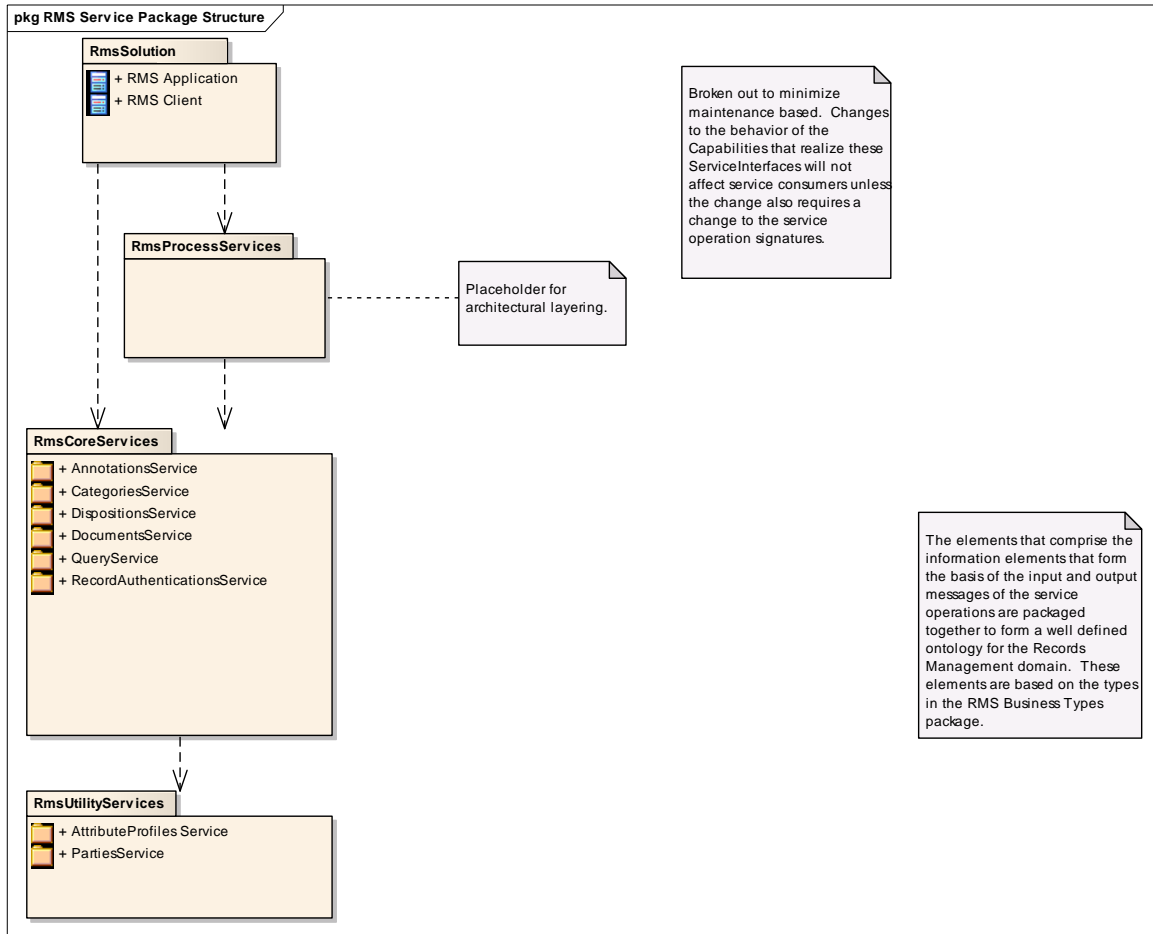 pkg RMS Service Package Structure
RmsSolution
+ RMS Application
+ RMS Client
Broken out to minimize
maintenance based. Changes
to the behavior of the
Capabilities that realize these
ServiceInterfaces will not
affect service consumers unless
the change also requires a
change to the service
operation signatures.
RmsProcessServices
Placeholder for
architectural layering.
RmsCoreServices
+ AnnotationsService
+ CategoriesService
+ DispositionsService
+ DocumentsService
+ QueryService
+ RecordAuthenticationsService
The elements that comprise the
information elements that form
the basis of the input and output
messages of the service
operations are packaged
together to form a well defined
ontology for the Records
Management domain. These
elements are based on the types
in the RMS Business Types
package.
RmsUtilityServices
+ AttributeProfiles Service
+ PartiesService